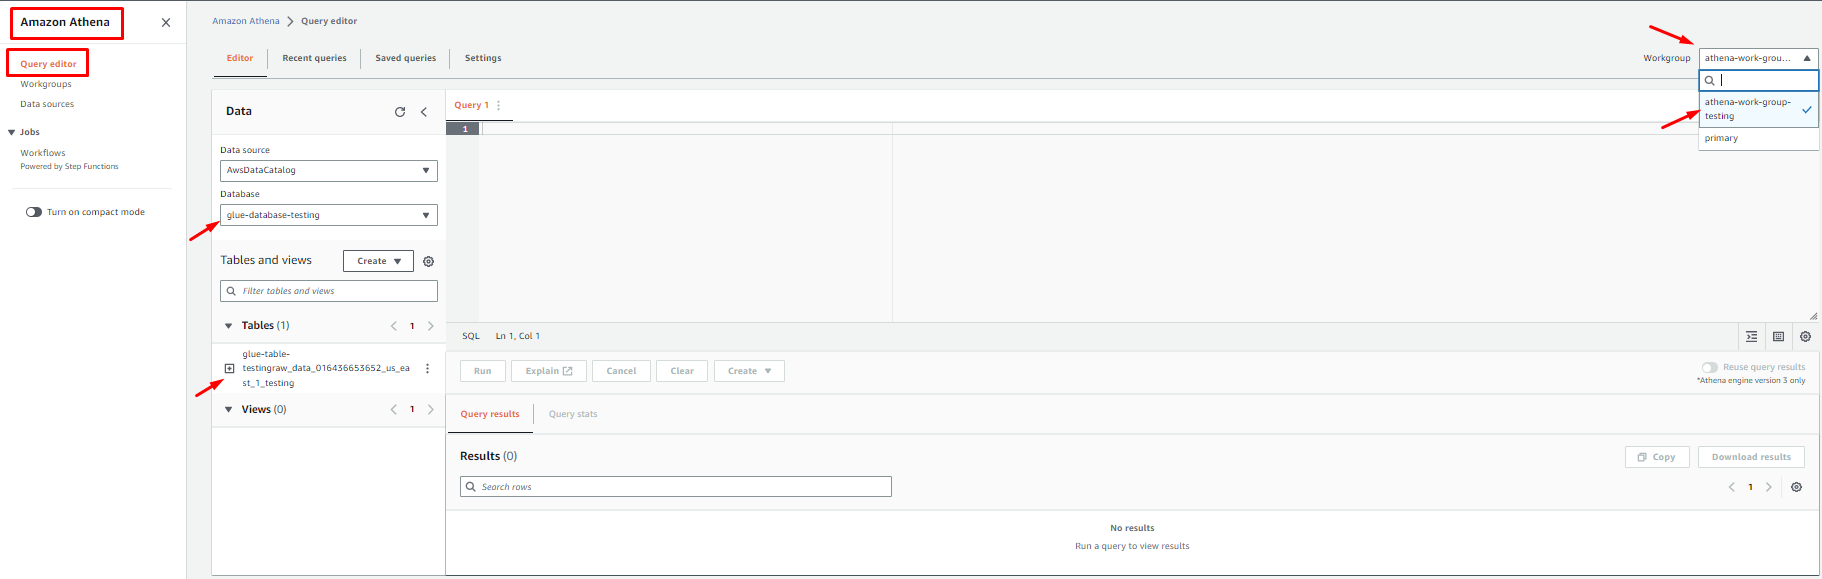 Amazon Athena
Query editor
Workgroups
Data sources
Jobs
Workflows
Powered by Step Functions
Turn on compact mode
Amazon Athena > Query editor
Editor
Recent queries
Saved queries
Settings
Workgroup
athena-work-grou...
athena-work-group-
testing
primary
Data
Data source
AwsDataCatalog
Database
glue-database-testing
Tables and views
Create
Filter tables and views
Tables (1)
1
glue-table-
testingraw_data_016436653652_us_ea
st_1_testing
Views (0)
1
Query 1
1
SQL
Ln 1, Col 1
Run
Explain
Cancel
Clear
Create
Reuse query results
*Athena engine version 3 only
Query results
Query stats
Results (0)
Copy
Download results
Search rows
1
No results
Run a query to view results